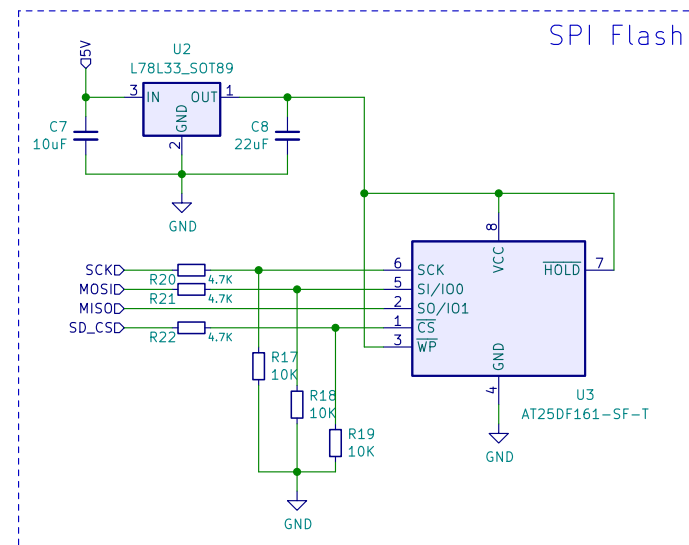 SPI Flash
5V
U2
L78L33_SOT89
3 IN OUT 1
GND
2
C7
10uF
C8
22uF
GND
8
VCC
SCK
R20 4.7K
MOSI
R21 4.7K
MISO
SD_CS
R22 4.7K
6 SCK
5 SI/IO0
2 SO/IO1
1 CS
3 WP
HOLD 7
GND
4
U3
AT25DF161-SF-T
GND
R17
10K
R18
10K
R19
10K
GND